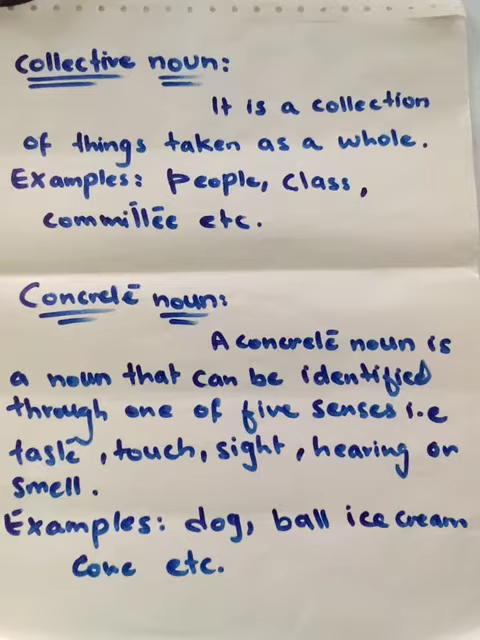 Collective noun:
It is a collection
of things taken as a whole.
Examples: People, Class,
committee etc.
Concrete noun:
A concrete noun is
a noun that can be identified
through one of five senses i.e
taste, touch, sight, hearing or
smell.
Examples: dog, ball ice cream
cone etc.